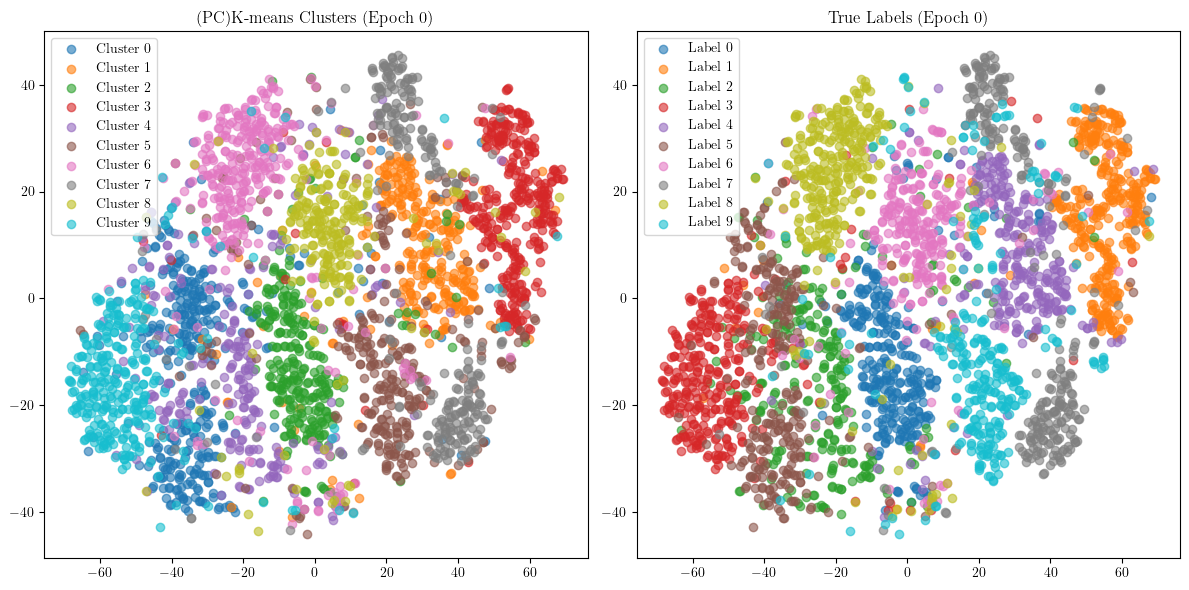 (PC)K-means Clusters (Epoch 0)
Cluster 0
Cluster 1
Cluster 2
Cluster 3
Cluster 4
Cluster 5
Cluster 6
Cluster 7
Cluster 8
Cluster 9
40
20
0
−20
−40
−60
−40
−20
0
20
40
60
True Labels (Epoch 0)
Label 0
Label 1
Label 2
Label 3
Label 4
Label 5
Label 6
Label 7
Label 8
Label 9
40
20
0
−20
−40
−60
−40
−20
0
20
40
60